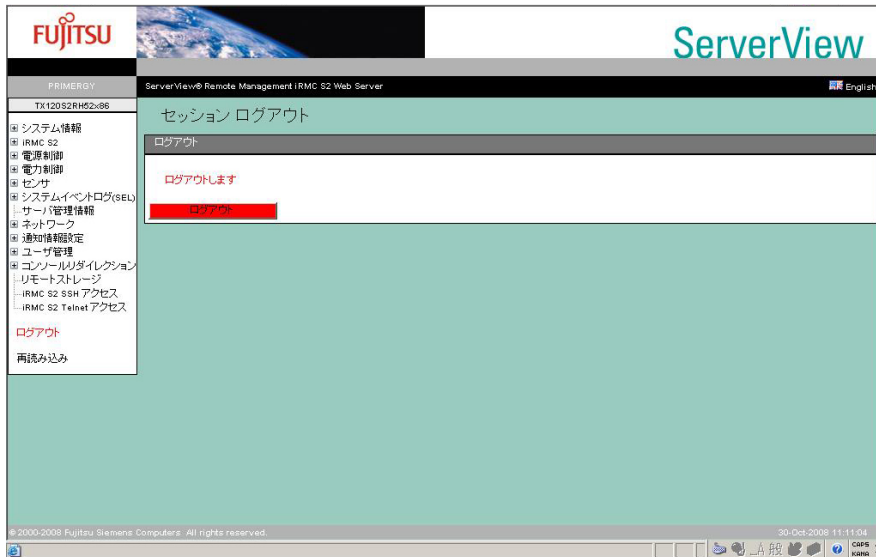 FUJITSU
ServerView
PRIMERGY
ServerView® Remote Management iRMC S2 Web Server
English
TX120S2RH52x86
システム情報
iRMC S2
電源制御
電力制御
センサ
システムイベントログ(SEL)
サーバ管理情報
ネットワーク
通知情報設定
ユーザ管理
コンソールリダイレクション
リモートストレージ
iRMC S2 SSH アクセス
iRMC S2 Telnet アクセス
ログアウト
再読み込み
セッション ログアウト
ログアウト
ログアウトします
ログアウト
© 2000-2008 Fujitsu Siemens Computers All rights reserved.
30-Oct-2008 11:11:04
A 般
CAPS
KANA